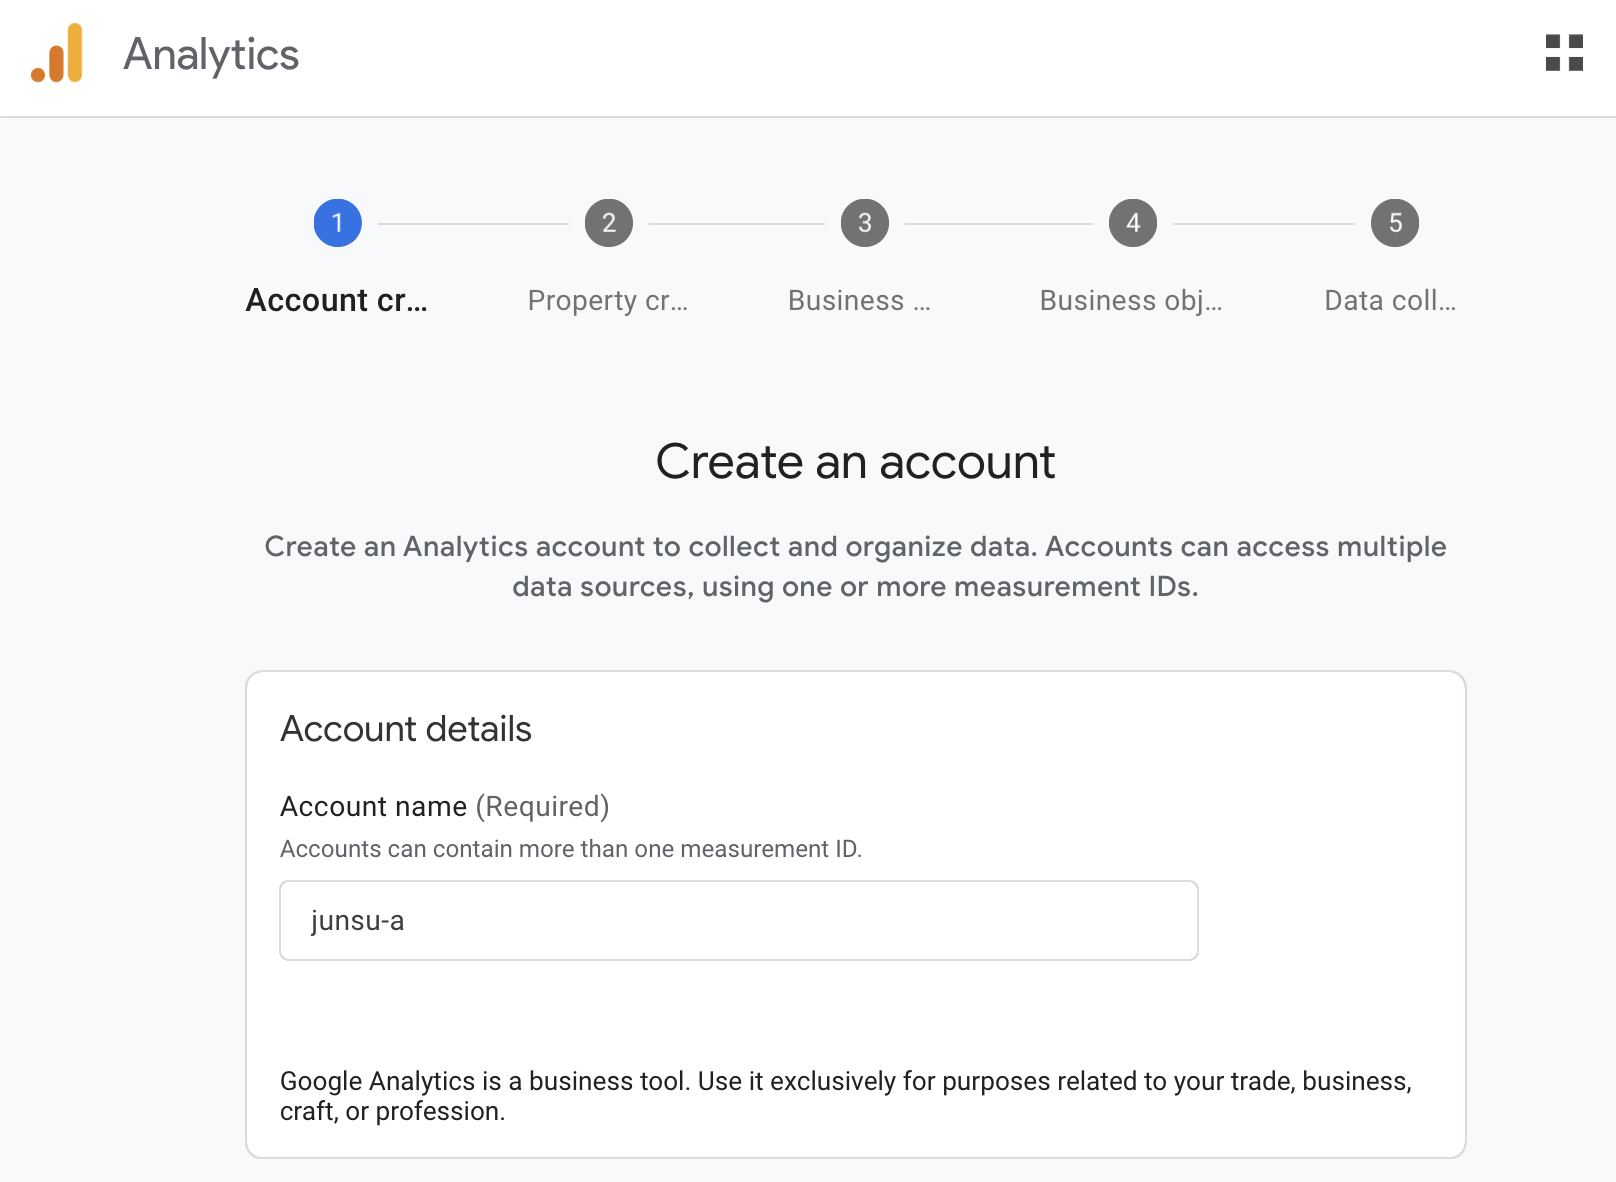 Analytics
1
2
3
4
5
Account cr...
Property cr...
Business ...
Business obj...
Data coll...
Create an account
Create an Analytics account to collect and organize data. Accounts can access multiple
data sources, using one or more measurement IDs.
Account details
Account name (Required)
Accounts can contain more than one measurement ID.
junsu-a
Google Analytics is a business tool. Use it exclusively for purposes related to your trade, business,
craft, or profession.